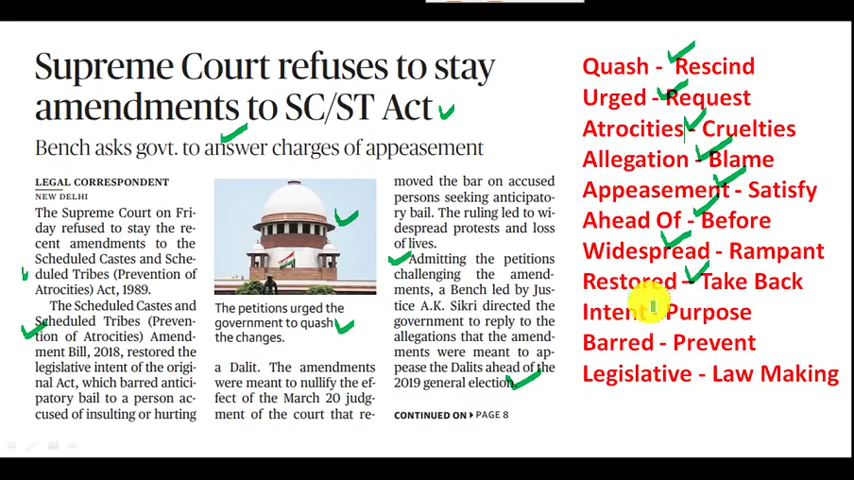 Supreme Court refuses to stay
amendments to SC/ST Act
Bench asks govt. to answer charges of appeasement
LEGAL CORRESPONDENT
NEW DELHI
The Supreme Court on Fri-
day refused to stay the re-
cent amendments to the
Scheduled Castes and Sche-
duled Tribes (Prevention of
Atrocities) Act, 1989.
The Scheduled Castes and
Scheduled Tribes (Preven-
tion of Atrocities) Amend-
ment Bill, 2018, restored the
legislative intent of the origi-
nal Act, which barred antici-
patory bail to a person ac-
cused of insulting or hurting
The petitions urged the
government to quash
the changes.
a Dalit. The amendments
were meant to nullify the ef-
fect of the March 20 judg-
ment of the court that re-
moved the bar on accused
persons seeking anticipato-
ry bail. The ruling led to wi-
despread protests and loss
of lives.
Admitting the petitions
challenging the amend-
ments, a Bench led by Jus-
tice A.K. Sikri directed the
government to reply to the
allegations that the amend-
ments were meant to ap-
pease the Dalits ahead of the
2019 general election.
CONTINUED ON PAGE 8
Quash - Rescind
Urged - Request
Atrocities - Cruelties
Allegation - Blame
Appeasement - Satisfy
Ahead Of - Before
Widespread - Rampant
Restored – Take Back
Intent - Purpose
Barred - Prevent
Legislative - Law Making